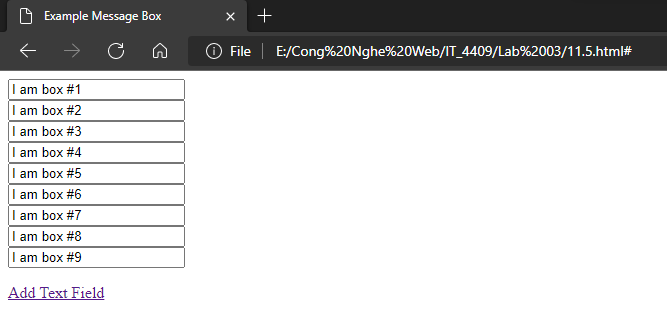 Example Message Box
File
E:/Cong%20Nghe%20Web/IT_4409/Lab%2003/11.5.html#
I am box #1
I am box #2
I am box #3
I am box #4
I am box #5
I am box #6
I am box #7
I am box #8
I am box #9
Add Text Field